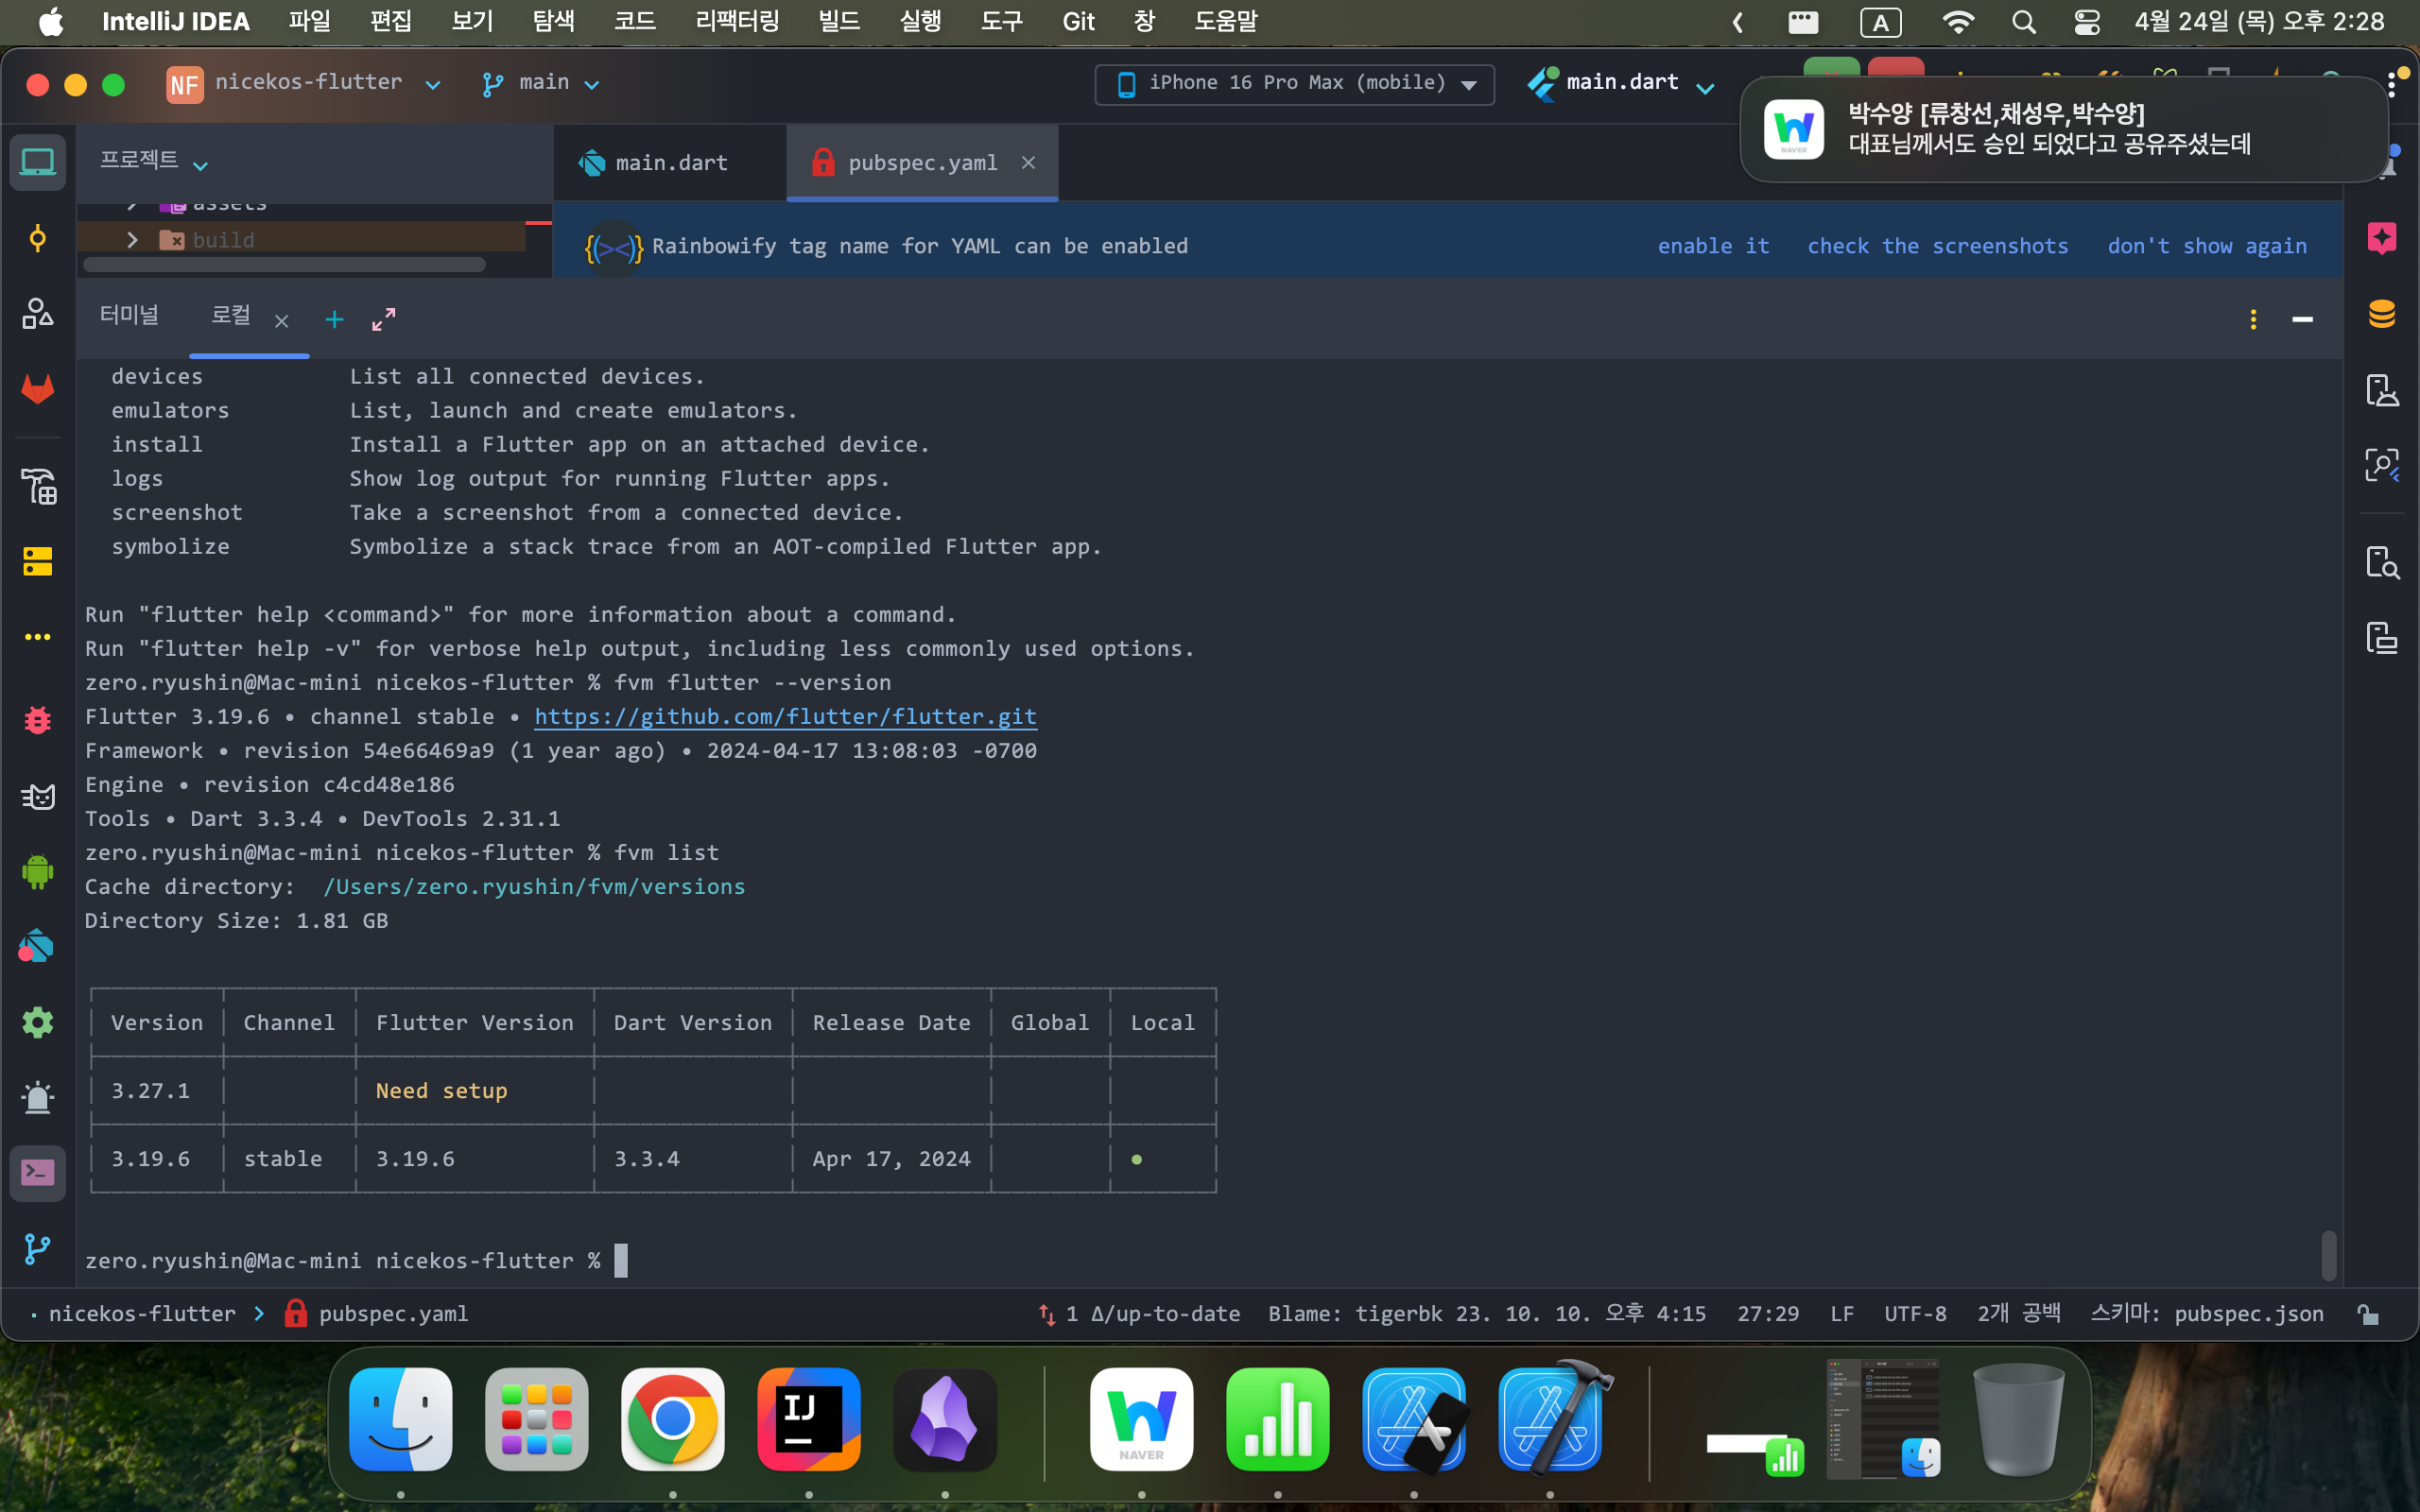 IntelliJ IDEA 파일 편집 보기 탐색 코드 리팩터링 빌드 실행 도구 Git 창 도움말 A 4월 24일 (목) 오후 2:28
NF nicekos-flutter main iPhone 16 Pro Max (mobile) main.dart
박수양 [류창선,채성우,박수양]
대표님께서도 승인 되었다고 공유주셨는데
NAVER
프로젝트 main.dart pubspec.yaml
assets
build
Rainbowify tag name for YAML can be enabled enable it check the screenshots don't show again
터미널 로컬
devices List all connected devices.
emulators List, launch and create emulators.
install Install a Flutter app on an attached device.
logs Show log output for running Flutter apps.
screenshot Take a screenshot from a connected device.
symbolize Symbolize a stack trace from an AOT-compiled Flutter app.
Run "flutter help <command>" for more information about a command.
Run "flutter help -v" for verbose help output, including less commonly used options.
zero.ryushin@Mac-mini nicekos-flutter % fvm flutter --version
Flutter 3.19.6 • channel stable • https://github.com/flutter/flutter.git
Framework • revision 54e66469a9 (1 year ago) • 2024-04-17 13:08:03 -0700
Engine • revision c4cd48e186
Tools • Dart 3.3.4 • DevTools 2.31.1
zero.ryushin@Mac-mini nicekos-flutter % fvm list
Cache directory: /Users/zero.ryushin/fvm/versions
Directory Size: 1.81 GB
Version Channel Flutter Version Dart Version Release Date Global Local
3.27.1 Need setup
3.19.6 stable 3.19.6 3.3.4 Apr 17, 2024 ●
zero.ryushin@Mac-mini nicekos-flutter %
nicekos-flutter > pubspec.yaml 1 Δ/up-to-date Blame: tigerbk 23. 10. 10. 오후 4:15 27:29 LF UTF-8 2개 공백 스키마: pubspec.json
IJ
NAVER